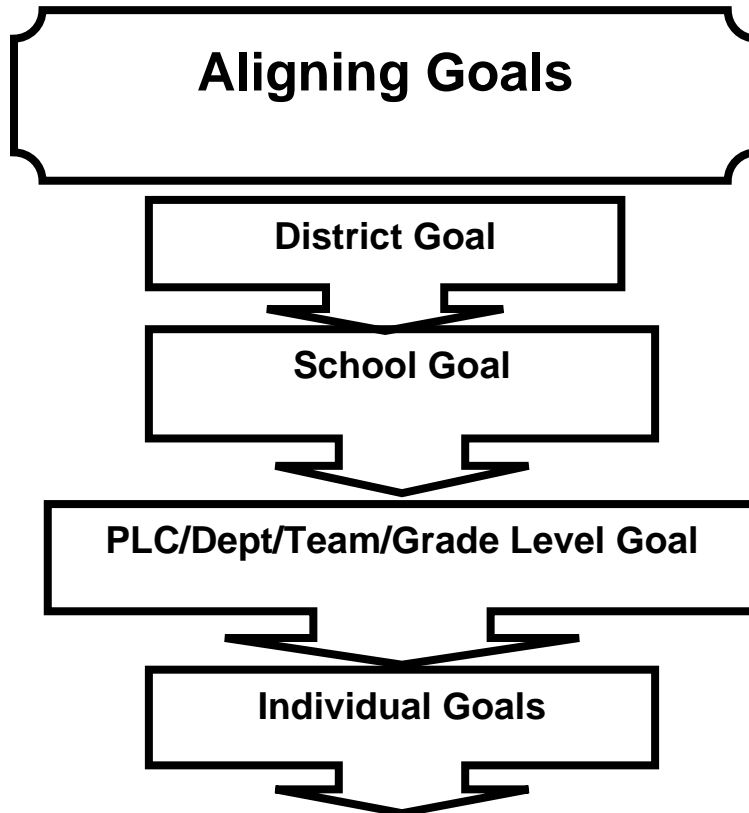 Aligning Goals
District Goal
School Goal
PLC/Dept/Team/Grade Level Goal
Individual Goals